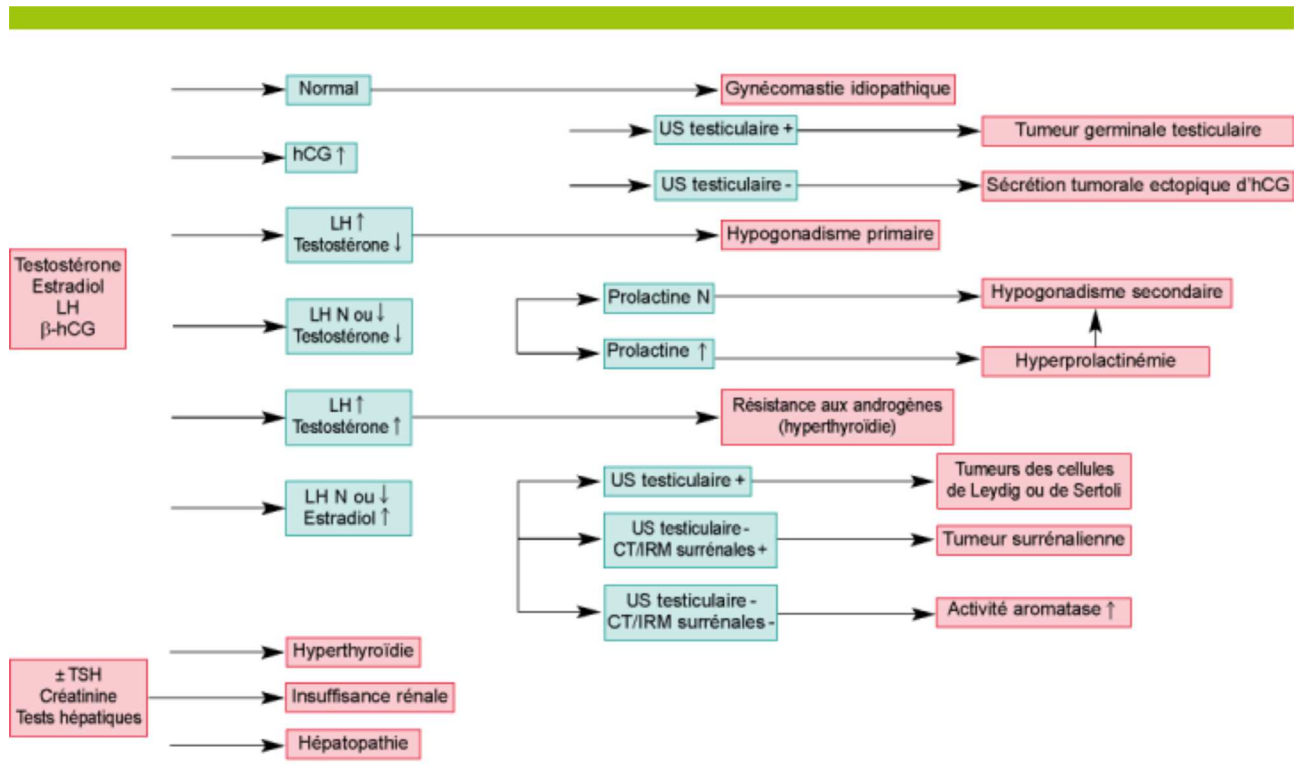 Normal
Gynécomastie idiopathique
hCG ↑
US testiculaire +
Tumeur germinale testiculaire
US testiculaire -
Sécrétion tumorale ectopique d'hCG
Testostérone
Estradiol
LH
β-hCG
LH ↑
Testostérone ↓
Hypogonadisme primaire
LH N ou ↓
Testostérone ↓
Prolactine N
Hypogonadisme secondaire
Prolactine ↑
Hyperprolactinémie
LH ↑
Testostérone ↑
Résistance aux androgènes
(hyperthyroïdie)
LH N ou ↓
Estradiol ↑
US testiculaire +
Tumeurs des cellules
de Leydig ou de Sertoli
US testiculaire -
CT/IRM surrénales +
Tumeur surrénalienne
US testiculaire -
CT/IRM surrénales -
Activité aromatase ↑
± TSH
Créatinine
Tests hépatiques
Hyperthyroïdie
Insuffisance rénale
Hépatopathie